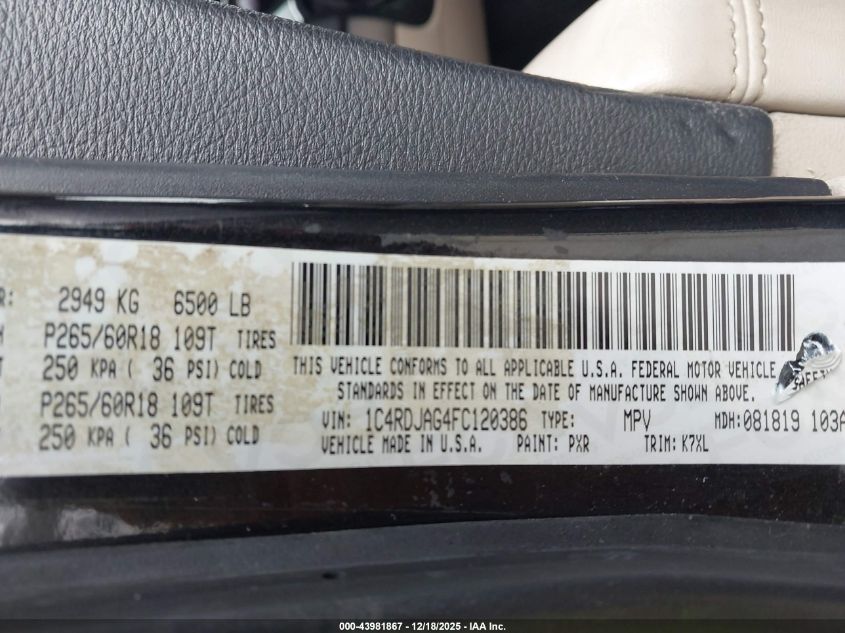 R: 2949 KG 6500 LB
P265/60R18 109T TIRES
250 KPA ( 36 PSI) COLD
P265/60R18 109T TIRES
250 KPA ( 36 PSI) COLD
THIS VEHICLE CONFORMS TO ALL APPLICABLE U.S.A. FEDERAL MOTOR VEHICLE SAFETY
STANDARDS IN EFFECT ON THE DATE OF MANUFACTURE SHOWN ABOVE.
VIN: 1C4RDJAG4FC120386 TYPE: MPV MDH: 081819 103A
VEHICLE MADE IN U.S.A. PAINT: PXR TRIM: K7XL
000-43981867 / 12/18/2025 - IAA Inc.